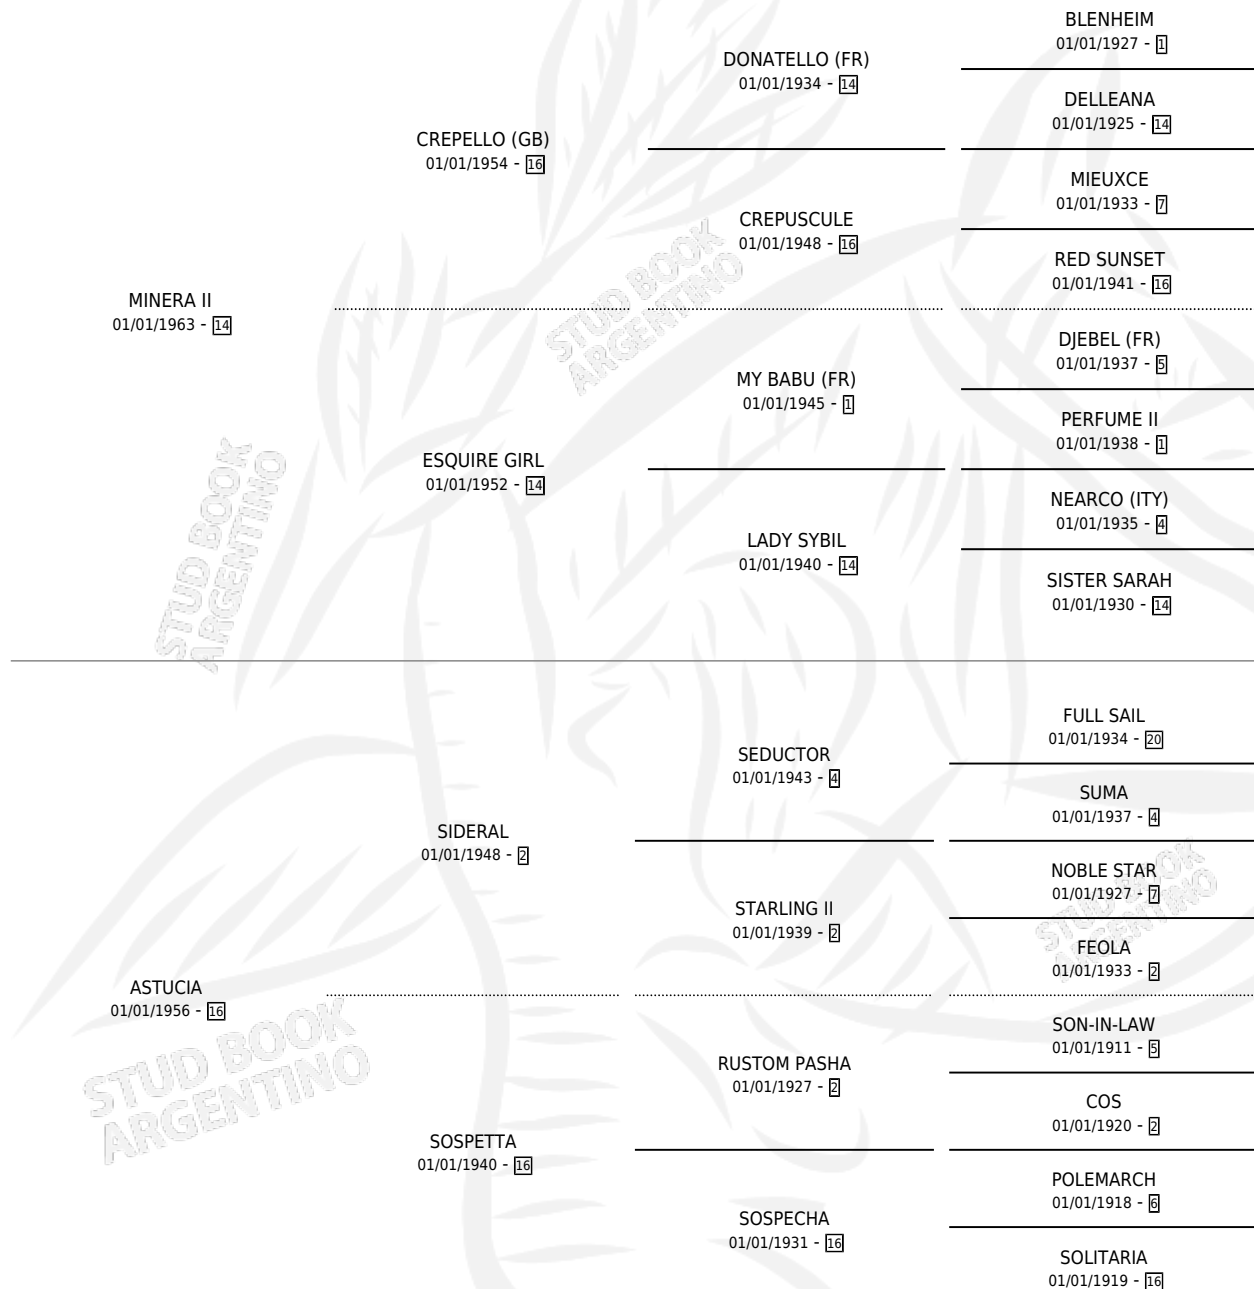 BLENHEIM
01/01/1927 - 1
DONATELLO (FR)
01/01/1934 - 14
DELLEANA
01/01/1925 - 14
CREPELLO (GB)
01/01/1954 - 16
MIEUXCE
01/01/1933 - 7
CREPUSCULE
01/01/1948 - 16
RED SUNSET
01/01/1941 - 16
MINERA II
01/01/1963 - 14
STUD BOOK
ARGENTINO
DJEBEL (FR)
01/01/1937 - 5
MY BABU (FR)
01/01/1945 - 1
PERFUME II
01/01/1938 - 1
ESQUIRE GIRL
01/01/1952 - 14
NEARCO (ITY)
01/01/1935 - 4
LADY SYBIL
01/01/1940 - 14
SISTER SARAH
01/01/1930 - 14
STUD BOOK
ARGENTINO
FULL SAIL
01/01/1934 - 20
SEDUCTOR
01/01/1943 - 4
SUMA
01/01/1937 - 4
SIDERAL
01/01/1948 - 2
NOBLE STAR
01/01/1927 - 7
STARLING II
01/01/1939 - 2
FEOLA
01/01/1933 - 2
STUD BOOK
ARGENTINO
ASTUCIA
01/01/1956 - 16
SON-IN-LAW
01/01/1911 - 5
RUSTOM PASHA
01/01/1927 - 2
COS
01/01/1920 - 2
STUD BOOK
ARGENTINO
SOSPETTA
01/01/1940 - 16
POLEMARCH
01/01/1918 - 6
SOSPECHA
01/01/1931 - 16
SOLITARIA
01/01/1919 - 16